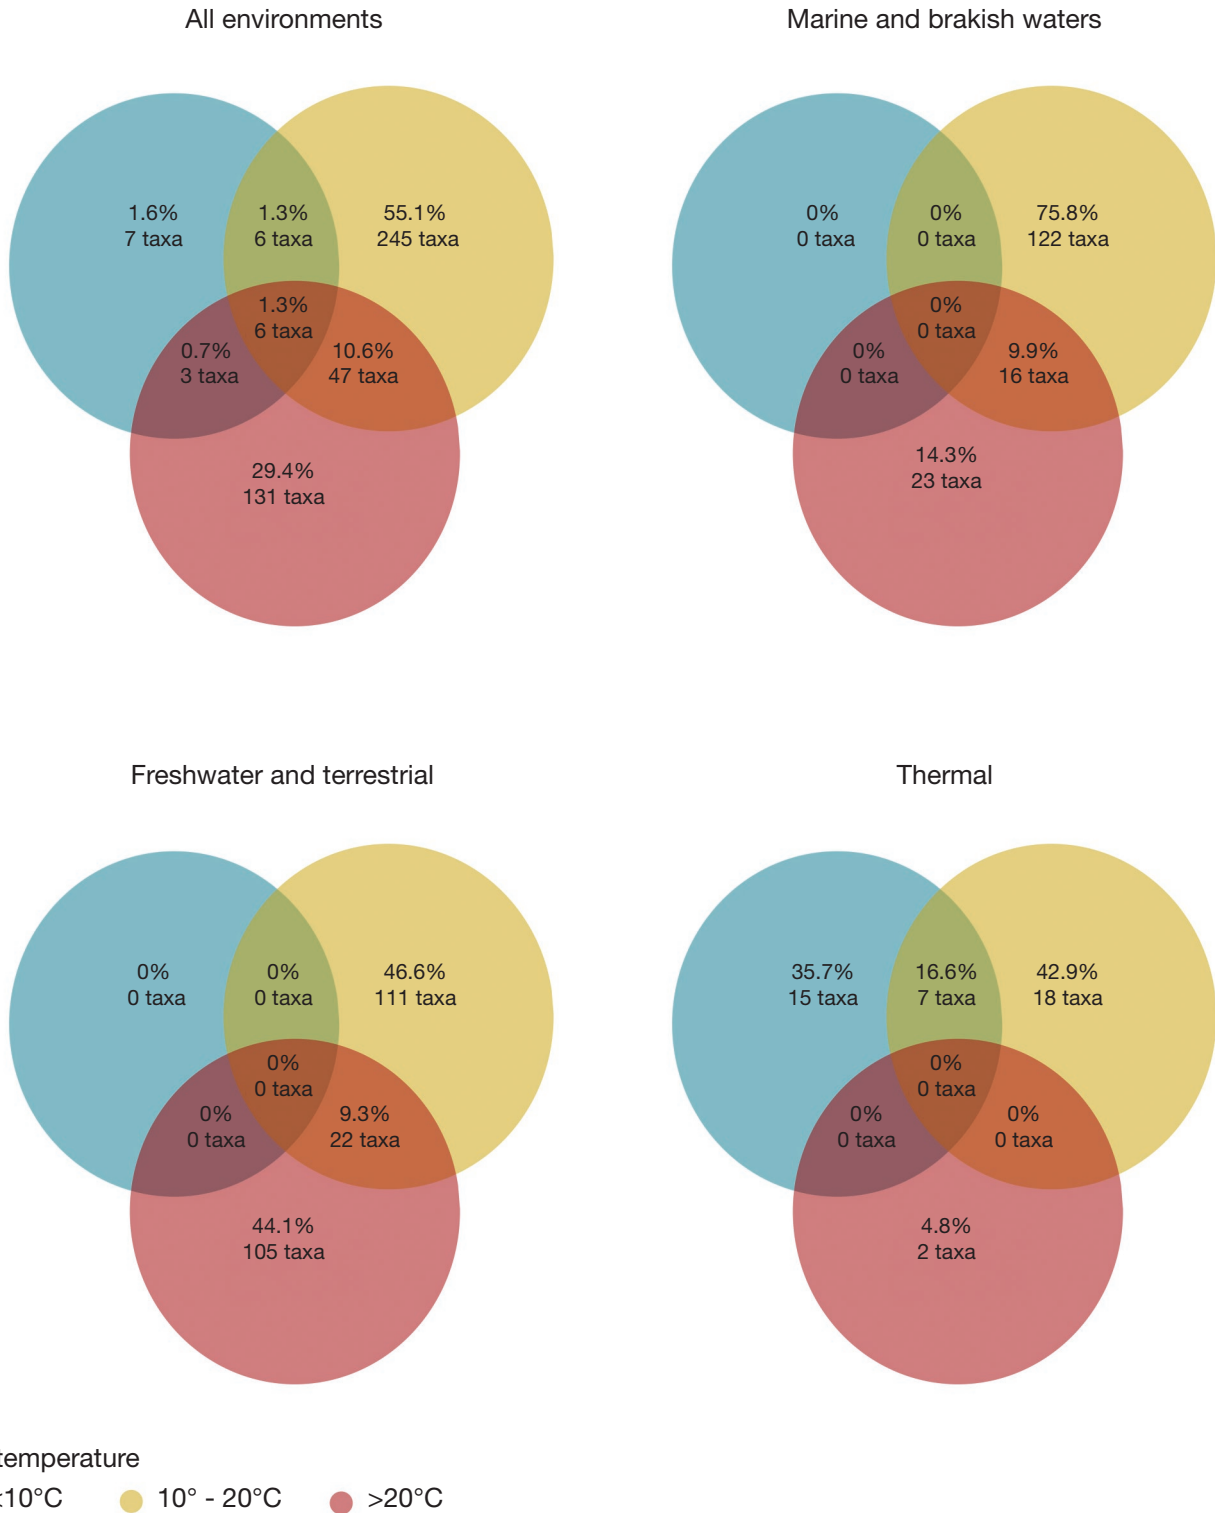 All environments
1.6%
7 taxa
1.3%
6 taxa
55.1%
245 taxa
1.3%
6 taxa
0.7%
3 taxa
10.6%
47 taxa
29.4%
131 taxa
Marine and brakish waters
0%
0 taxa
0%
0 taxa
75.8%
122 taxa
0%
0 taxa
0%
0 taxa
9.9%
16 taxa
14.3%
23 taxa
Freshwater and terrestrial
0%
0 taxa
0%
0 taxa
46.6%
111 taxa
0%
0 taxa
0%
0 taxa
9.3%
22 taxa
44.1%
105 taxa
Thermal
35.7%
15 taxa
16.6%
7 taxa
42.9%
18 taxa
0%
0 taxa
0%
0 taxa
0%
0 taxa
4.8%
2 taxa
temperature
<10°C 10° - 20°C >20°C